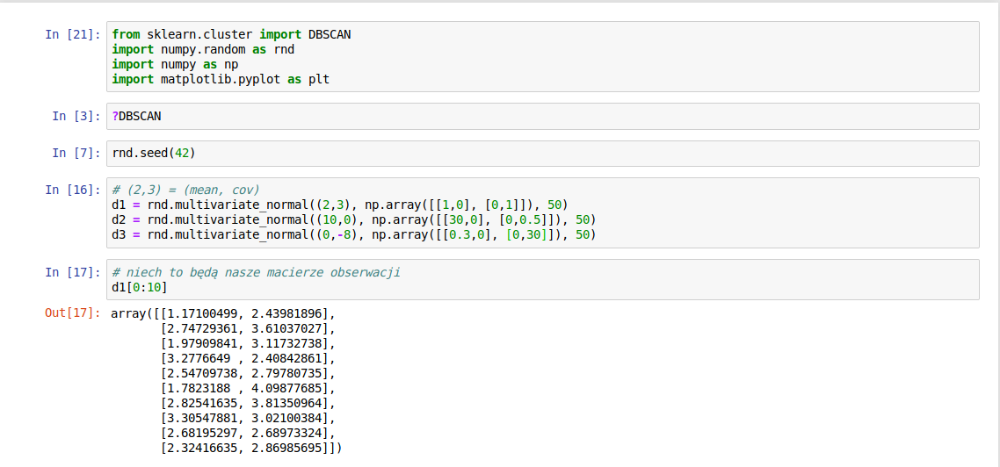 In [21]: from sklearn.cluster import DBSCAN
import numpy.random as rnd
import numpy as np
import matplotlib.pyplot as plt
In [3]: ?DBSCAN
In [7]: rnd.seed(42)
In [16]: # (2,3) = (mean, cov)
d1 = rnd.multivariate_normal((2,3), np.array([[1,0], [0,1]]), 50)
d2 = rnd.multivariate_normal((10,0), np.array([[30,0], [0,0.5]]), 50)
d3 = rnd.multivariate_normal((0,-8), np.array([[0.3,0], [0,30]]), 50)
In [17]: # niech to będą nasze macierze obserwacji
d1[0:10]
Out[17]: array([[1.17100499, 2.43981896],
[2.74729361, 3.61037027],
[1.97909841, 3.11732738],
[3.2776649 , 2.40842861],
[2.54709738, 2.79780735],
[1.7823188 , 4.09877685],
[2.82541635, 3.81350964],
[3.30547881, 3.02100384],
[2.68195297, 2.68973324],
[2.32416635, 2.86985695]])